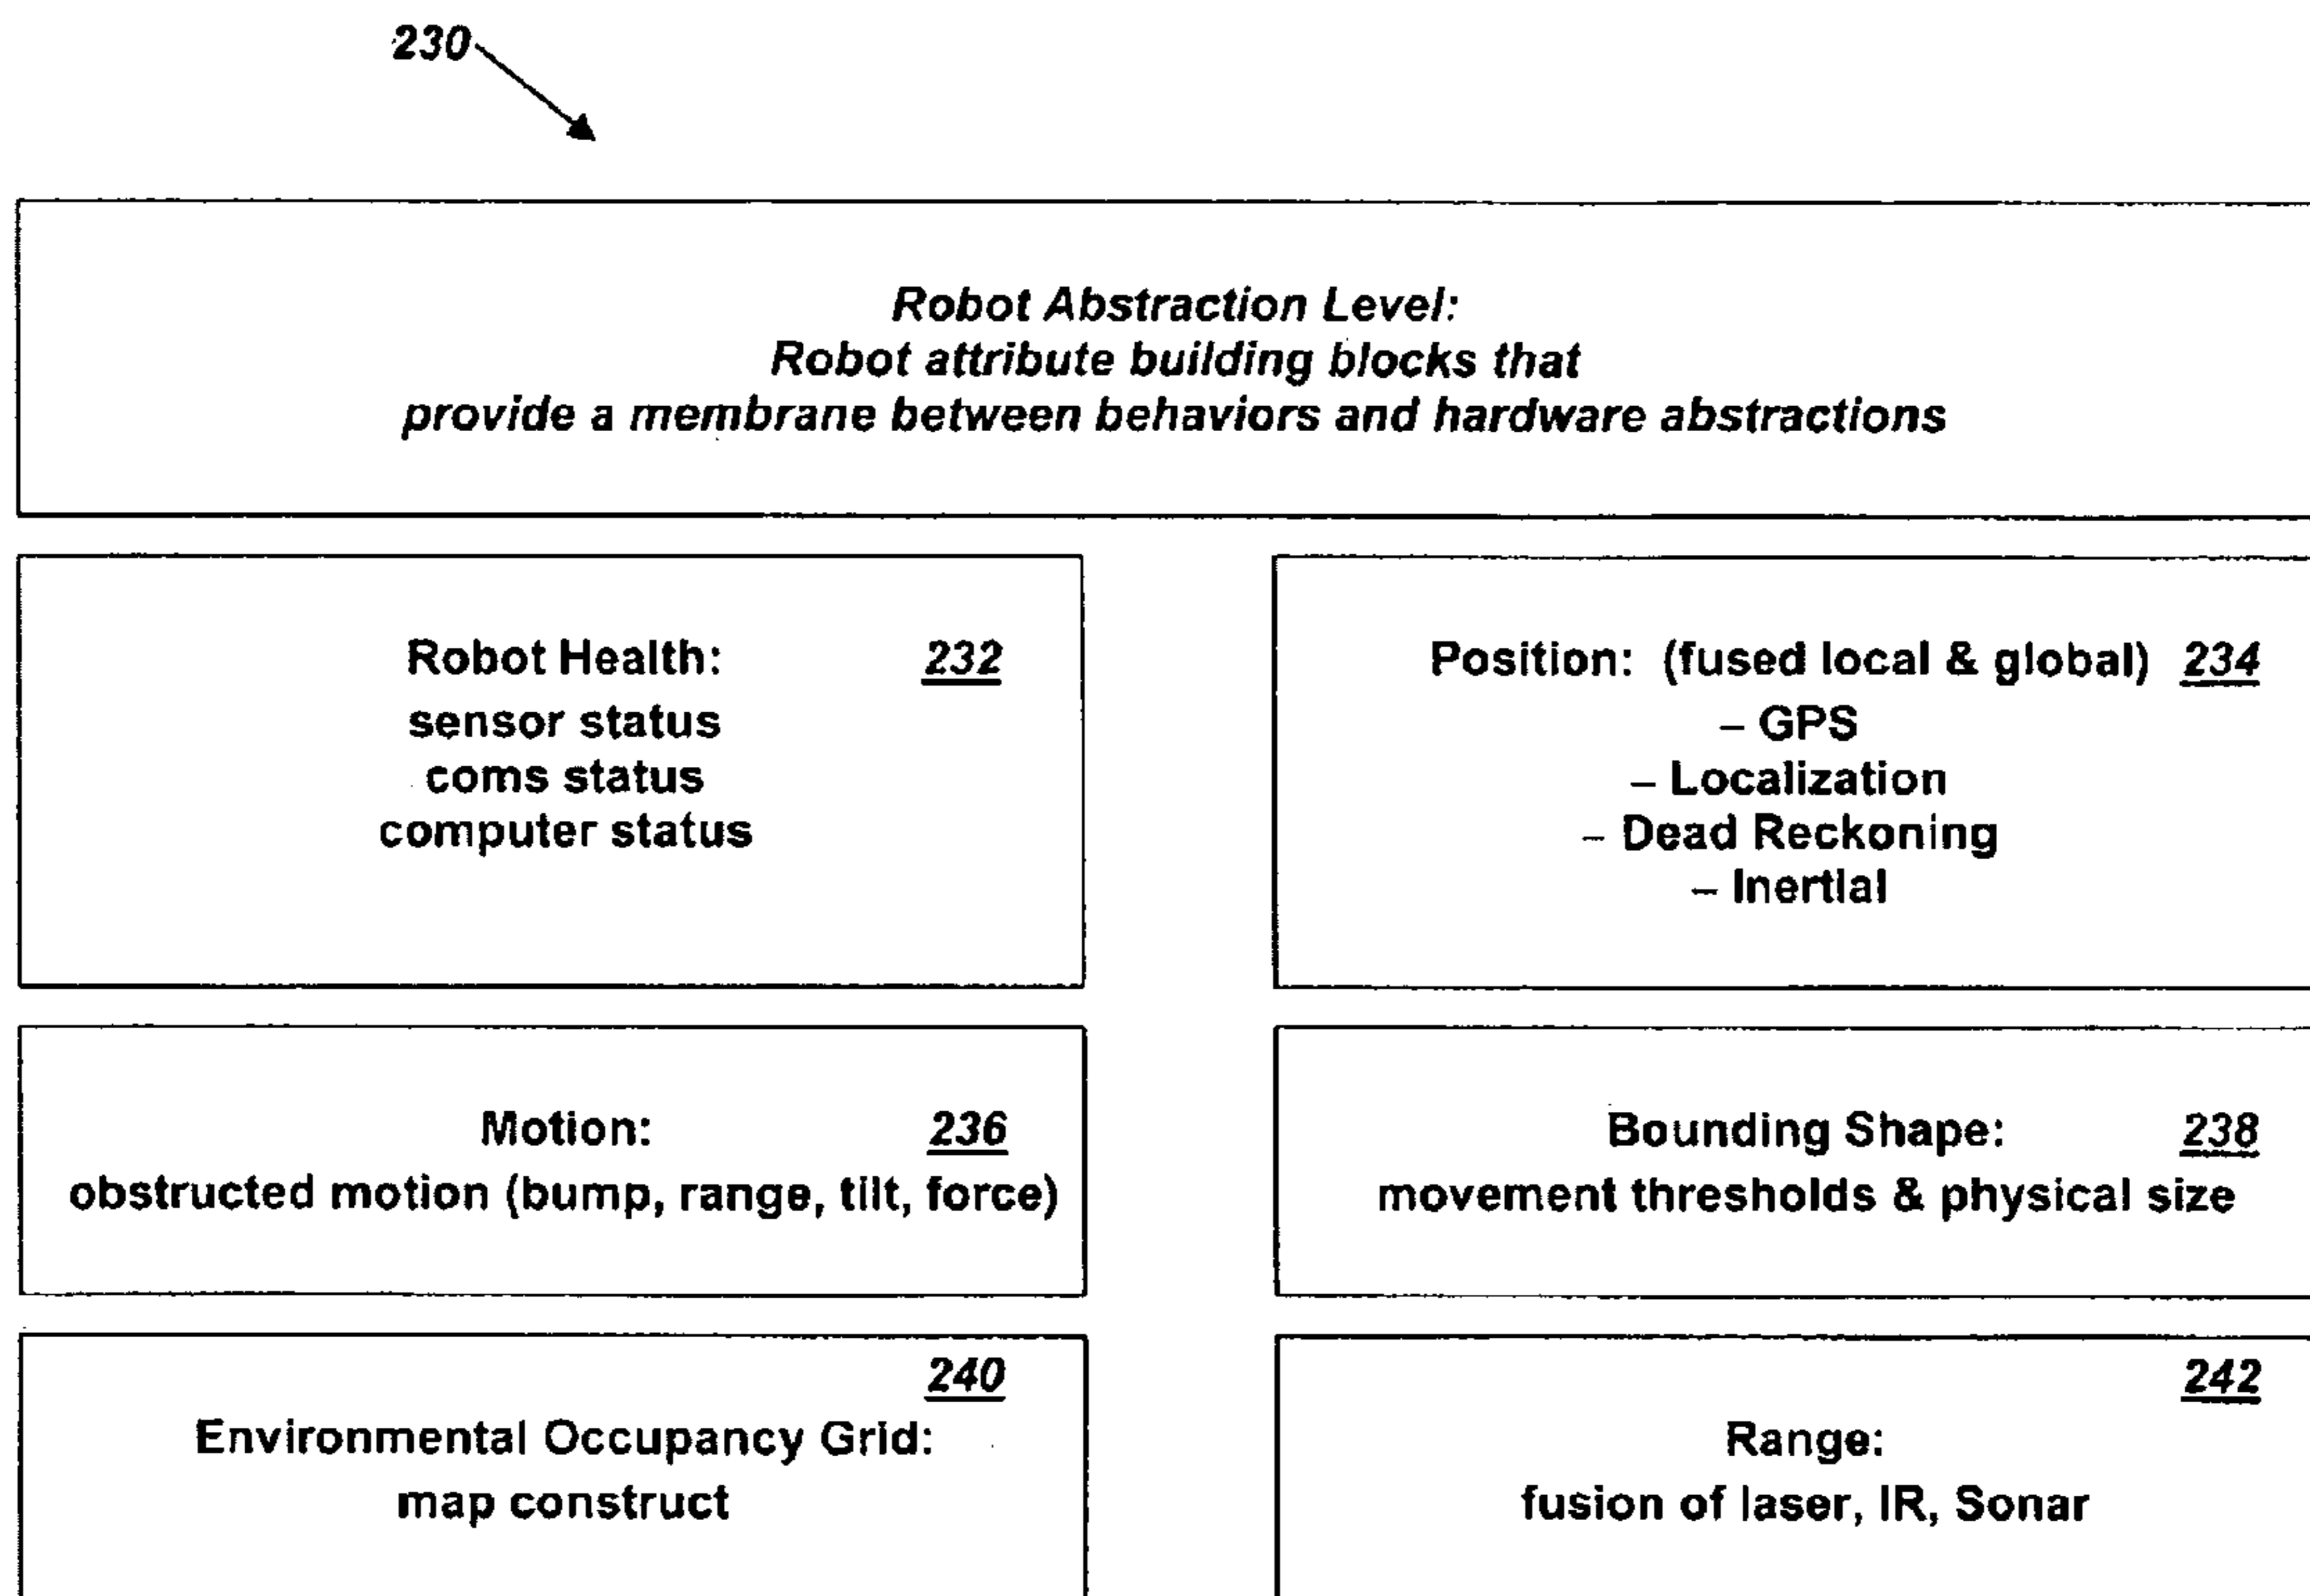 230
Robot Abstraction Level:
Robot attribute building blocks that
provide a membrane between behaviors and hardware abstractions
Robot Health: 232
sensor status
coms status
computer status
Position: (fused local & global) 234
– GPS
– Localization
– Dead Reckoning
– Inertial
Motion: 236
obstructed motion (bump, range, tilt, force)
Bounding Shape: 238
movement thresholds & physical size
240
Environmental Occupancy Grid:
map construct
242
Range:
fusion of laser, IR, Sonar